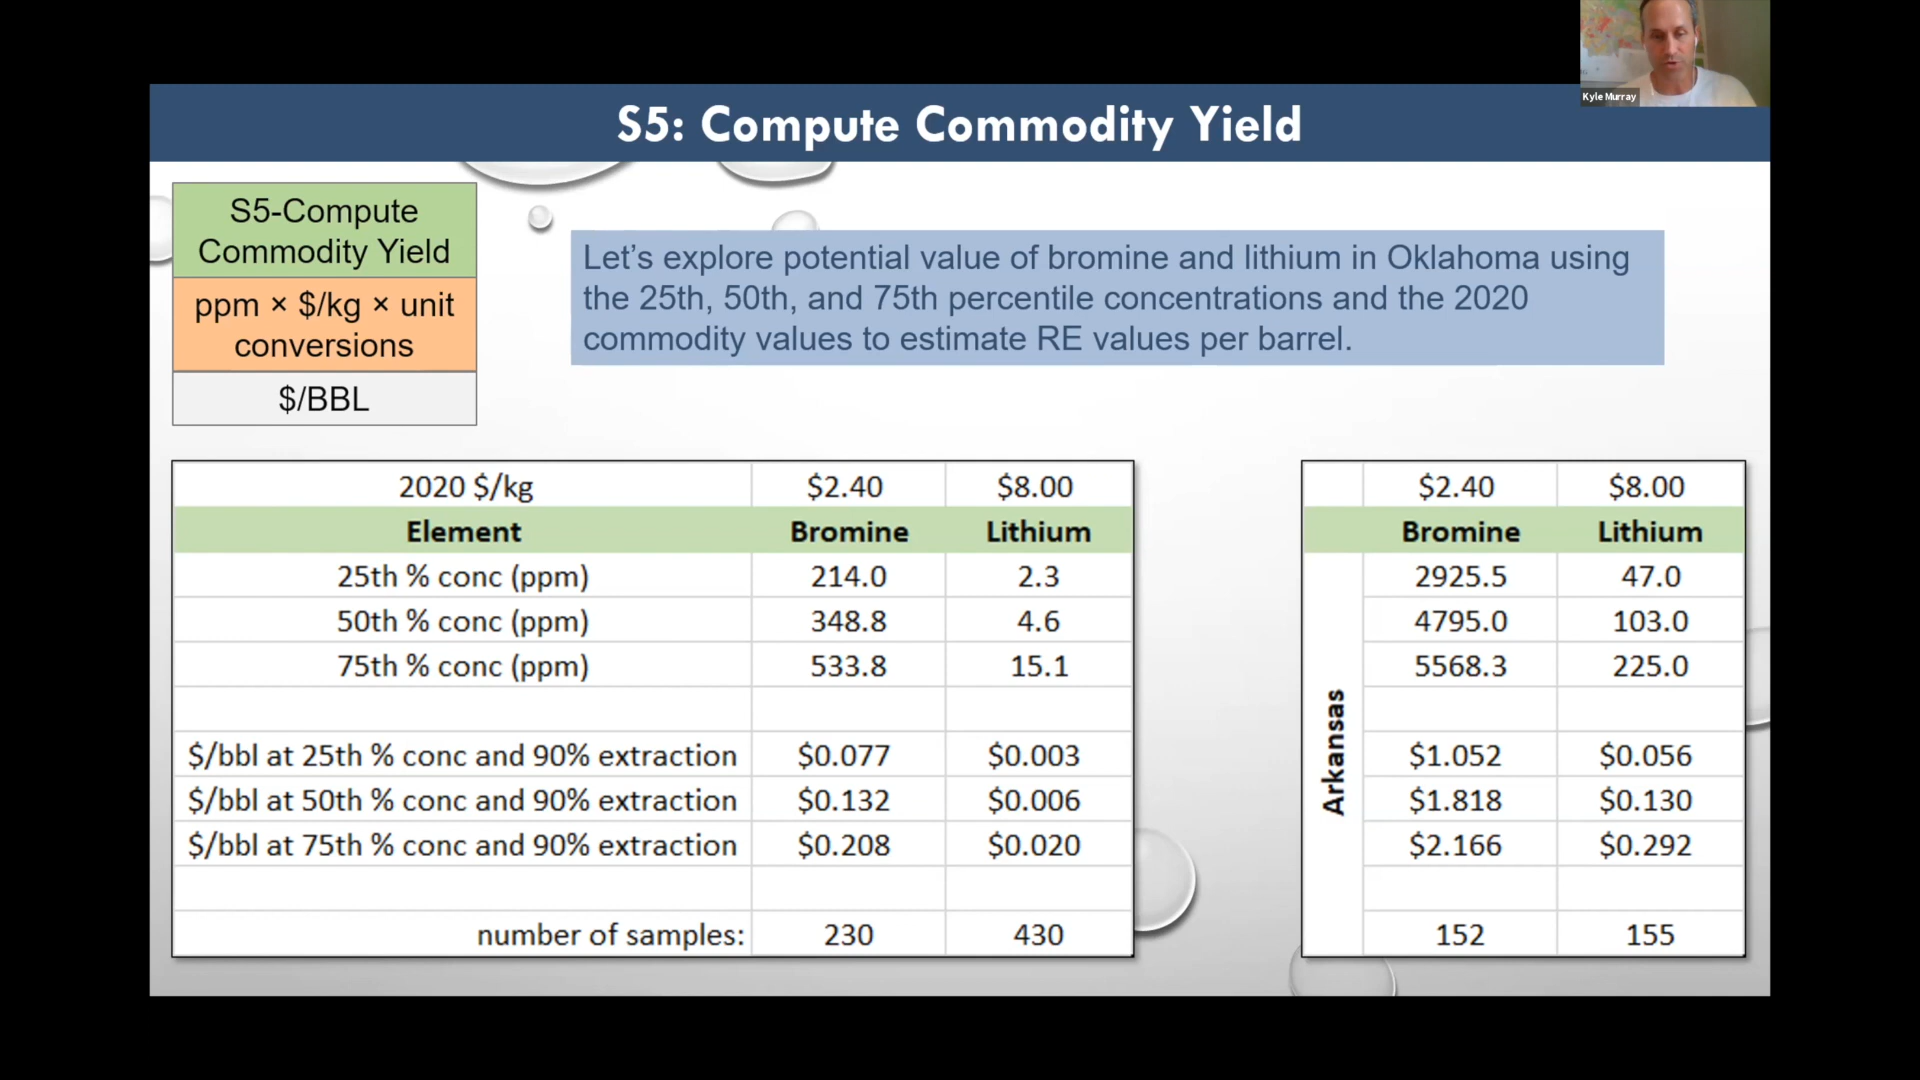 Kyle Murray
S5: Compute Commodity Yield
S5-Compute
Commodity Yield
ppm × $/kg × unit
conversions
$/BBL
Let’s explore potential value of bromine and lithium in Oklahoma using
the 25th, 50th, and 75th percentile concentrations and the 2020
commodity values to estimate RE values per barrel.
2020 $/kg $2.40 $8.00
Element Bromine Lithium
25th % conc (ppm) 214.0 2.3
50th % conc (ppm) 348.8 4.6
75th % conc (ppm) 533.8 15.1
$/bbl at 25th % conc and 90% extraction $0.077 $0.003
$/bbl at 50th % conc and 90% extraction $0.132 $0.006
$/bbl at 75th % conc and 90% extraction $0.208 $0.020
number of samples: 230 430
$2.40 $8.00
Bromine Lithium
Arkansas
2925.5 47.0
4795.0 103.0
5568.3 225.0
$1.052 $0.056
$1.818 $0.130
$2.166 $0.292
152 155